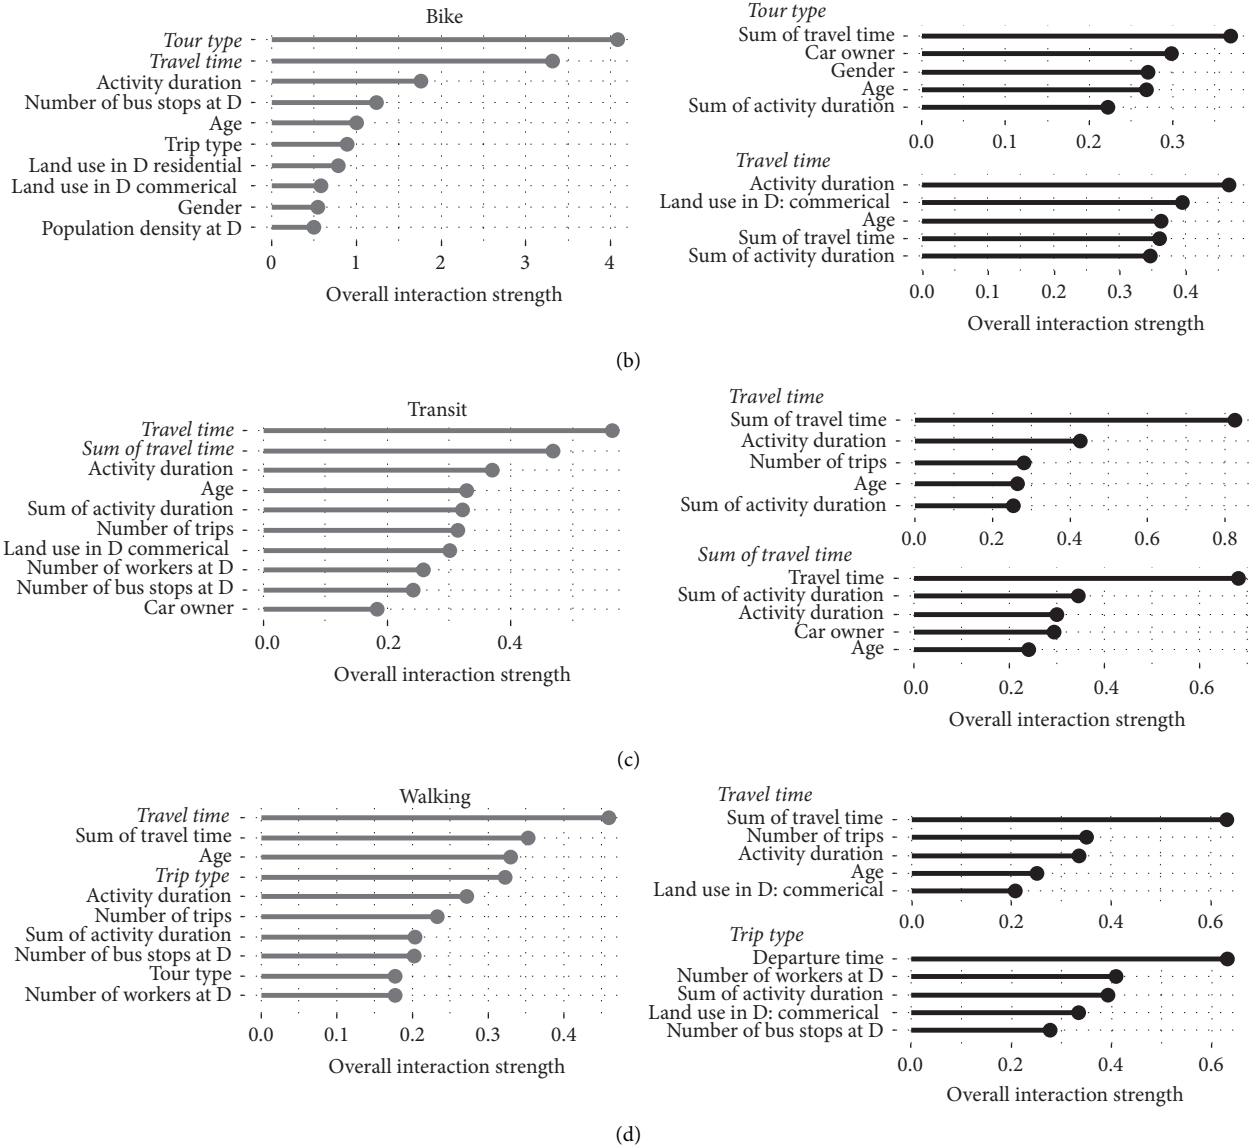 Bike
Tour type
Travel time
Activity duration
Number of bus stops at D
Age
Trip type
Land use in D residential
Land use in D commerical
Gender
Population density at D
0 1 2 3 4
Overall interaction strength
Tour type
Sum of travel time
Car owner
Gender
Age
Sum of activity duration
0.0 0.1 0.2 0.3
Travel time
Activity duration
Land use in D: commerical
Age
Sum of travel time
Sum of activity duration
0.0 0.1 0.2 0.3 0.4
Overall interaction strength
(b)
Transit
Travel time
Sum of travel time
Activity duration
Age
Sum of activity duration
Number of trips
Land use in D commerical
Number of workers at D
Number of bus stops at D
Car owner
0.0 0.2 0.4
Overall interaction strength
Travel time
Sum of travel time
Activity duration
Number of trips
Age
Sum of activity duration
0.0 0.2 0.4 0.6 0.8
Sum of travel time
Travel time
Sum of activity duration
Activity duration
Car owner
Age
0.0 0.2 0.4 0.6
Overall interaction strength
(c)
Walking
Travel time
Sum of travel time
Age
Trip type
Activity duration
Number of trips
Sum of activity duration
Number of bus stops at D
Tour type
Number of workers at D
0.0 0.1 0.2 0.3 0.4
Overall interaction strength
Travel time
Sum of travel time
Number of trips
Activity duration
Age
Land use in D: commerical
0.0 0.2 0.4 0.6
Trip type
Departure time
Number of workers at D
Sum of activity duration
Land use in D: commerical
Number of bus stops at D
0.0 0.2 0.4 0.6
Overall interaction strength
(d)